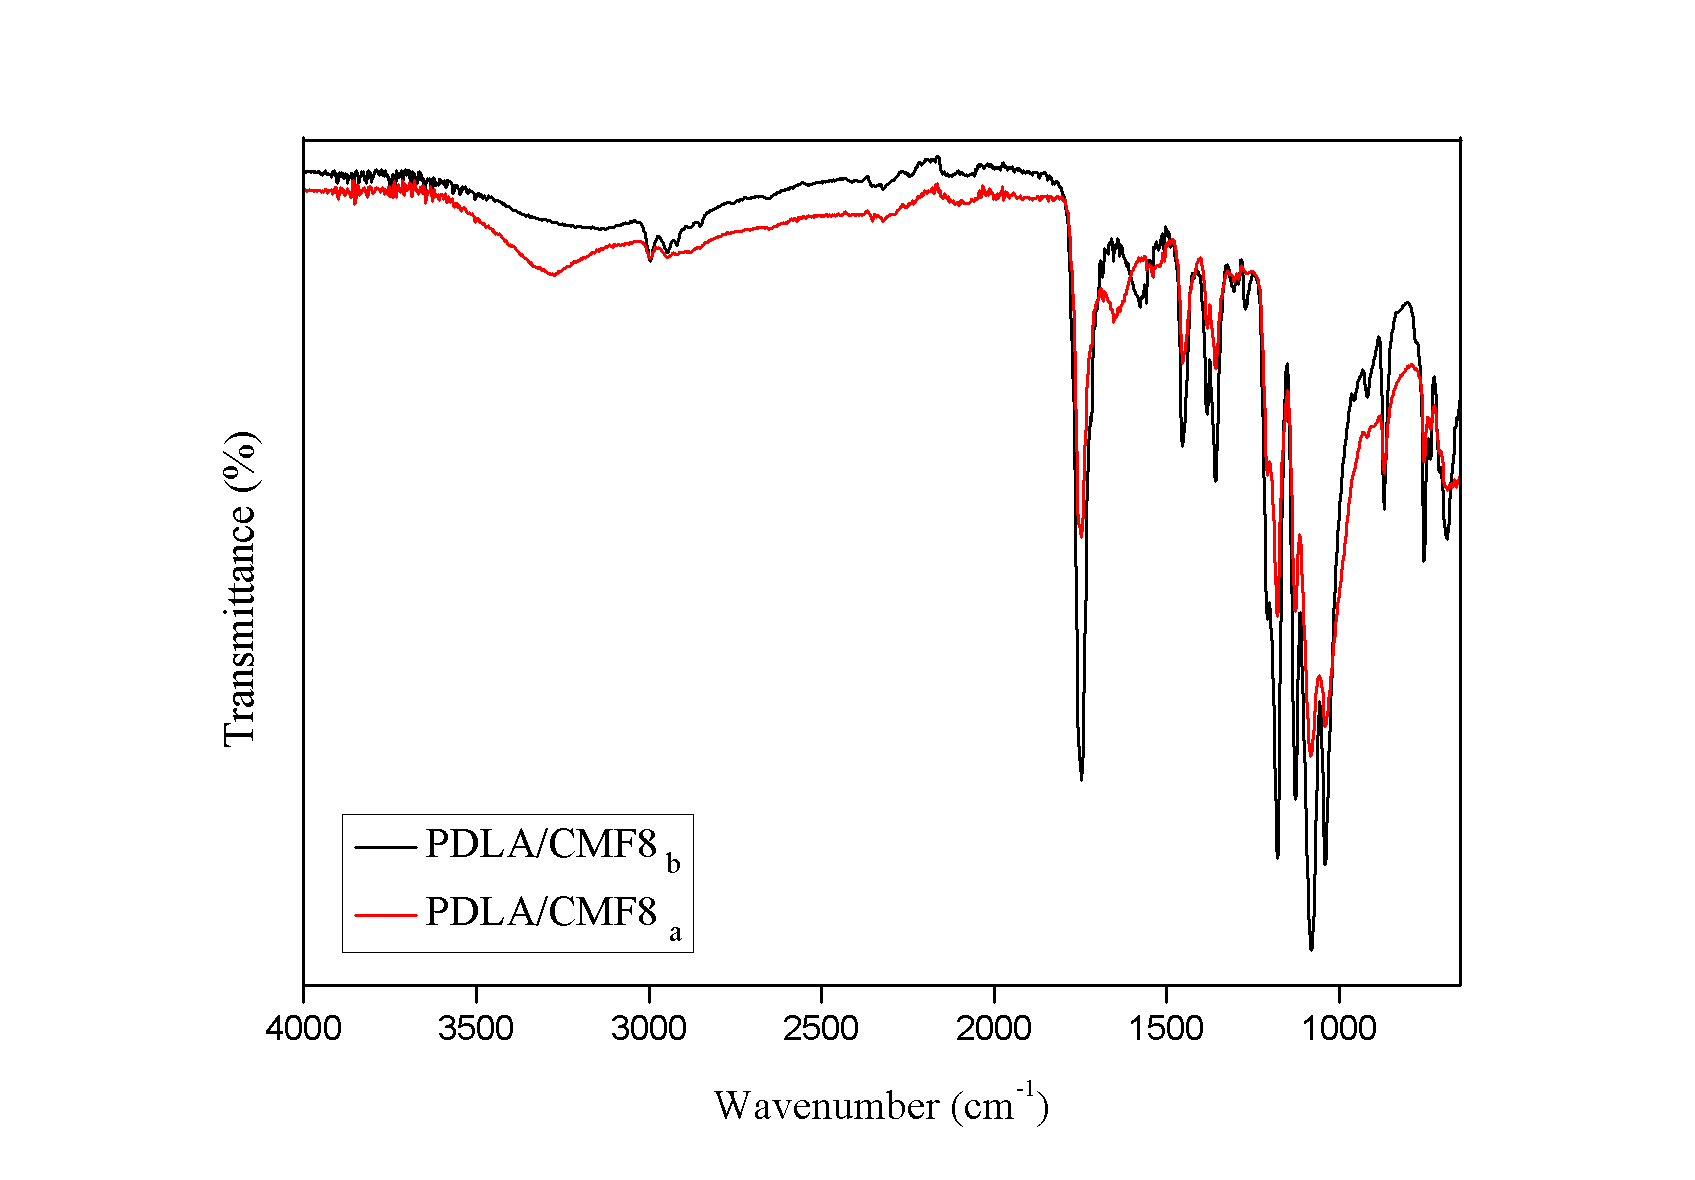 Transmittance (%)
PDLA/CMF8 b
PDLA/CMF8 a
4000 3500 3000 2500 2000 1500 1000
Wavenumber (cm-1)